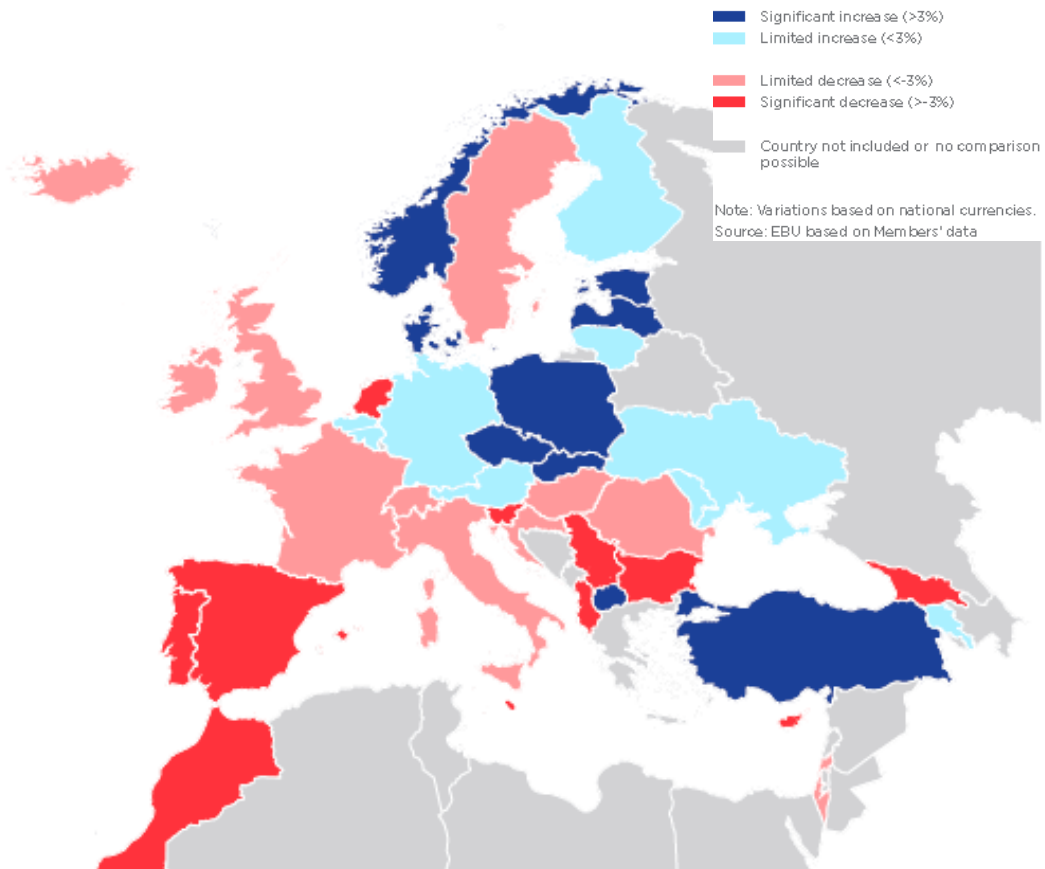 Significant increase (>3%)
Limited increase (<3%)
Limited decrease (<-3%)
Significant decrease (>-3%)
Country not included or no comparison
possible
Note: Variations based on national currencies.
Source: EBU based on Members' data